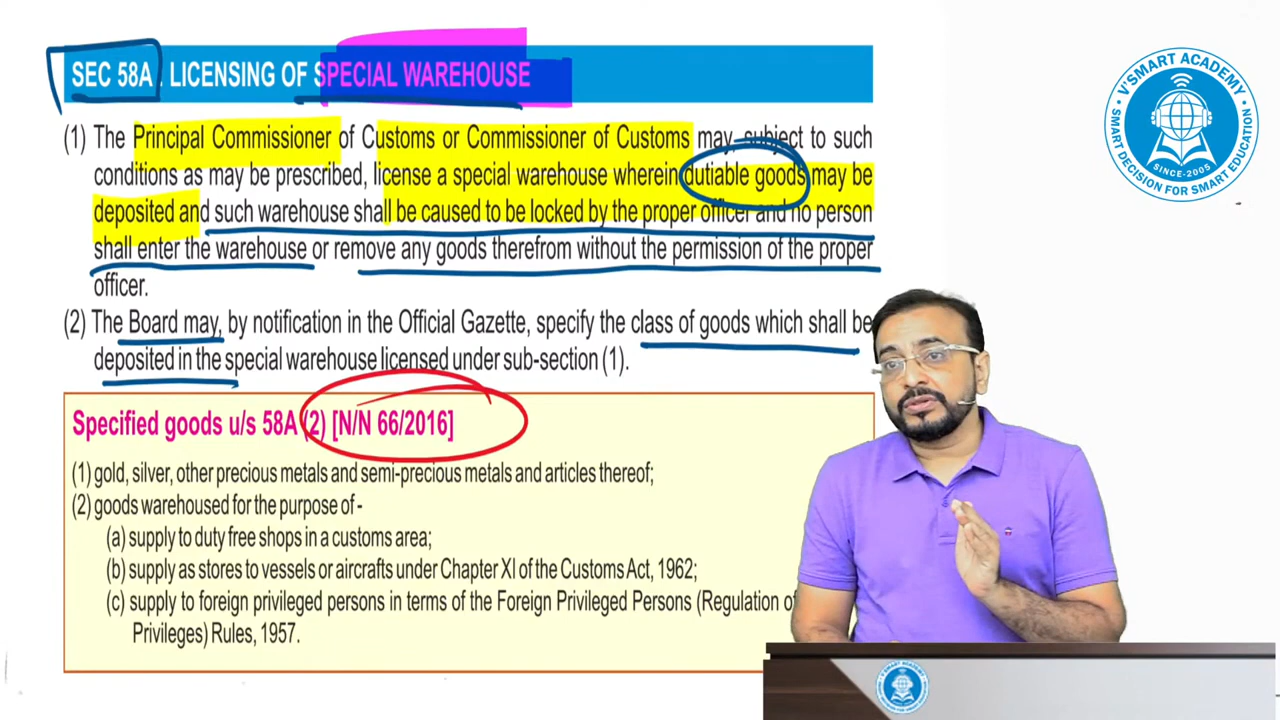 SEC 58A. LICENSING OF SPECIAL WAREHOUSE
(1) The Principal Commissioner of Customs or Commissioner of Customs may, subject to such
conditions as may be prescribed, license a special warehouse wherein dutiable goods may be
deposited and such warehouse shall be caused to be locked by the proper officer and no person
shall enter the warehouse or remove any goods therefrom without the permission of the proper
officer.
(2) The Board may, by notification in the Official Gazette, specify the class of goods which shall be
deposited in the special warehouse licensed under sub-section (1).
Specified goods u/s 58A (2) [N/N 66/2016]
(1) gold, silver, other precious metals and semi-precious metals and articles thereof;
(2) goods warehoused for the purpose of -
(a) supply to duty free shops in a customs area;
(b) supply as stores to vessels or aircrafts under Chapter XI of the Customs Act, 1962;
(c) supply to foreign privileged persons in terms of the Foreign Privileged Persons (Regulation of
Privileges) Rules, 1957.
V'SMART ACADEMY
SINCE-2005
SMART DECISION FOR SMART EDUCATION